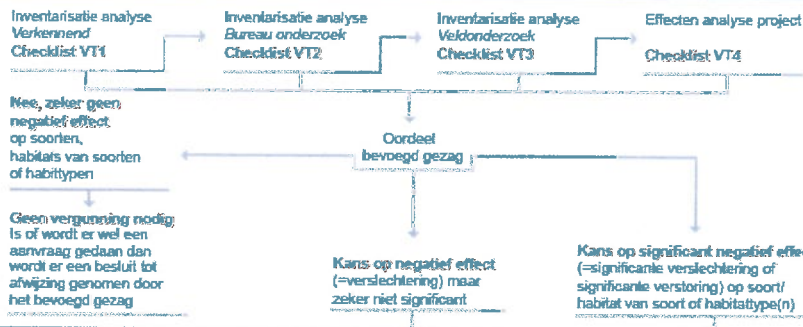 Inventarisatie analyse
Verkennend
Checklist VT1
Inventarisatie analyse
Bureau onderzoek
Checklist VT2
Inventarisatie analyse
Veldonderzoek
Checklist VT3
Effecten analyse project
Checklist VT4
Nee, zeker geen
negatief effect
op soorten,
habitats van soorten
of habittypen
Oordeel
bevoegd gezag
Geen vergunning nodig
Is of wordt er wel een
aanvraag gedaan dan
wordt er een besluit tot
afwijzing genomen door
het bevoegd gezag
Kans op negatief effect
(=verslechtering) maar
zeker niet significant
Kans op significant negatief effe
(=significante verslechtering of
significante verstoring) op soort/
habitat van soort of habitattype(n)